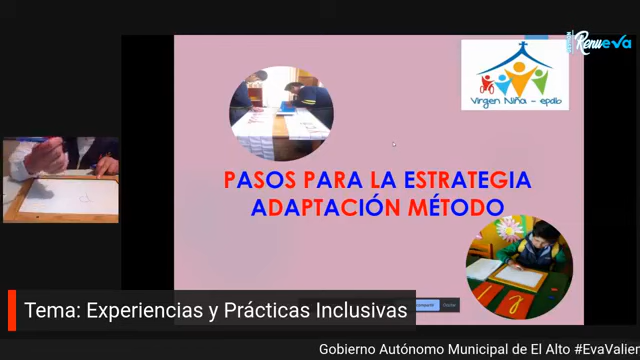 Renueva
Virgen Niña - epdb
PASOS PARA LA ESTRATEGIA
ADAPTACIÓN MÉTODO
Tema: Experiencias y Prácticas Inclusivas
Gobierno Autónomo Municipal de El Alto #EvaValier